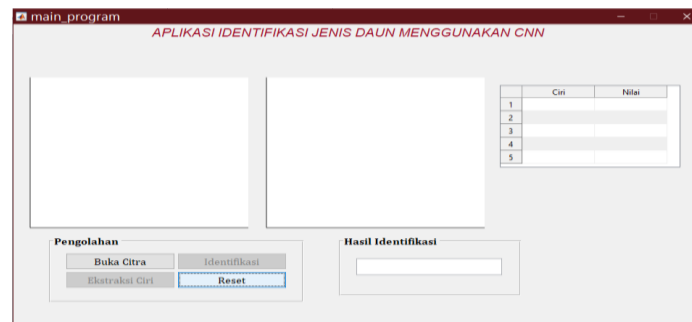 main_program
APLIKASI IDENTIFIKASI JENIS DAUN MENGGUNAKAN CNN
Ciri Nilai
1
2
3
4
5
Pengolahan
Buka Citra Identifikasi
Ekstraksi Ciri Reset
Hasil Identifikasi